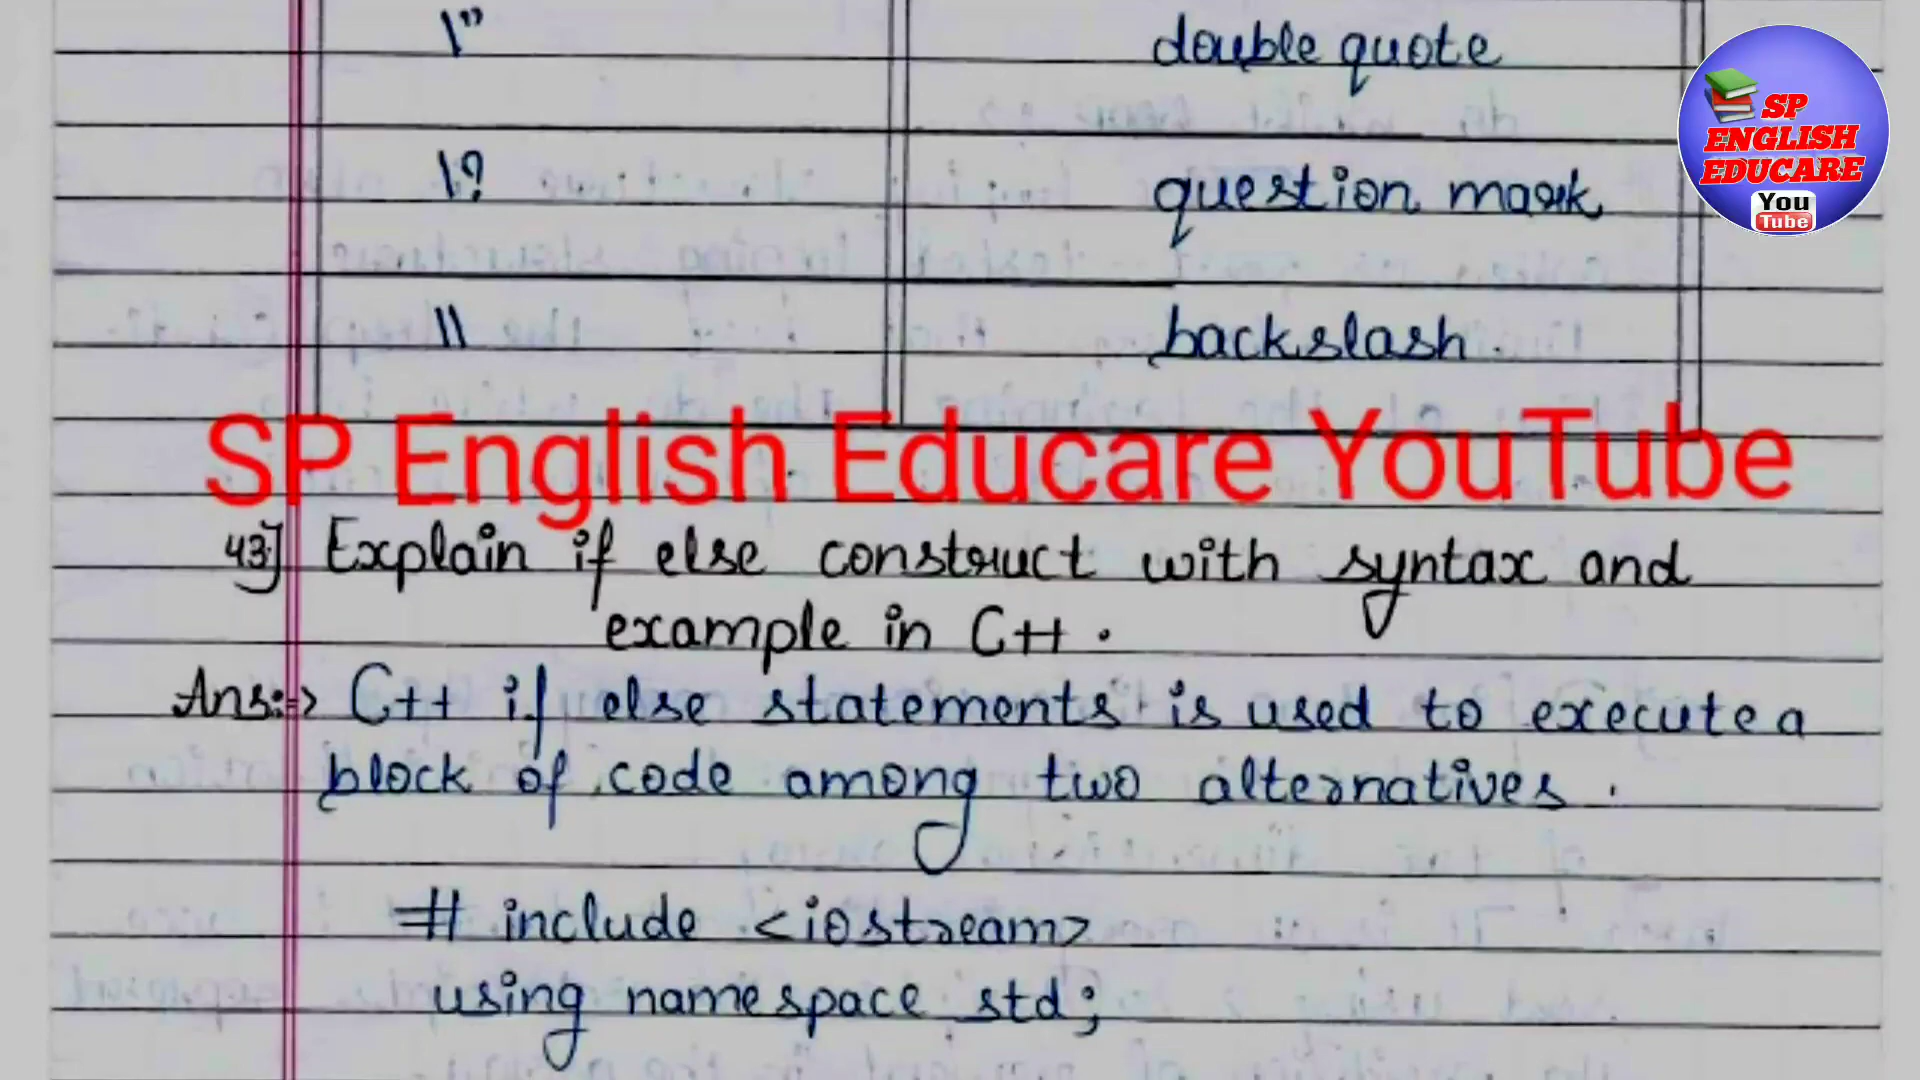 \" double quote
\? question mark
\\ backslash
SP English Educare YouTube
43] Explain if else construct with syntax and
example in C++.
Ans:-> C++ if else statements is used to execute a
block of code among two alternatives.
# include <iostream>
using namespace std;
SP
ENGLISH
EDUCARE
You
Tube